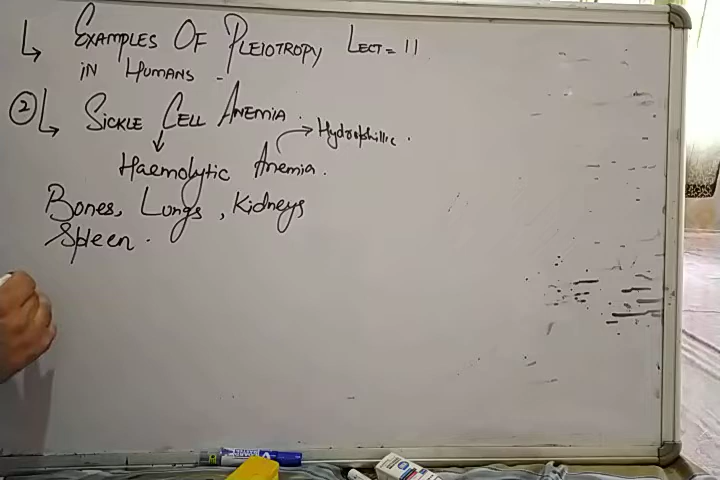 ↳ EXAMPLES OF PLEIOTROPY LECT = 11
IN HUMANS -
② ↳ SICKLE CELL ANEMIA.
↓ → Hydrophillic.
Haemolytic Anemia.
Bones, Lungs, Kidneys
Spleen.